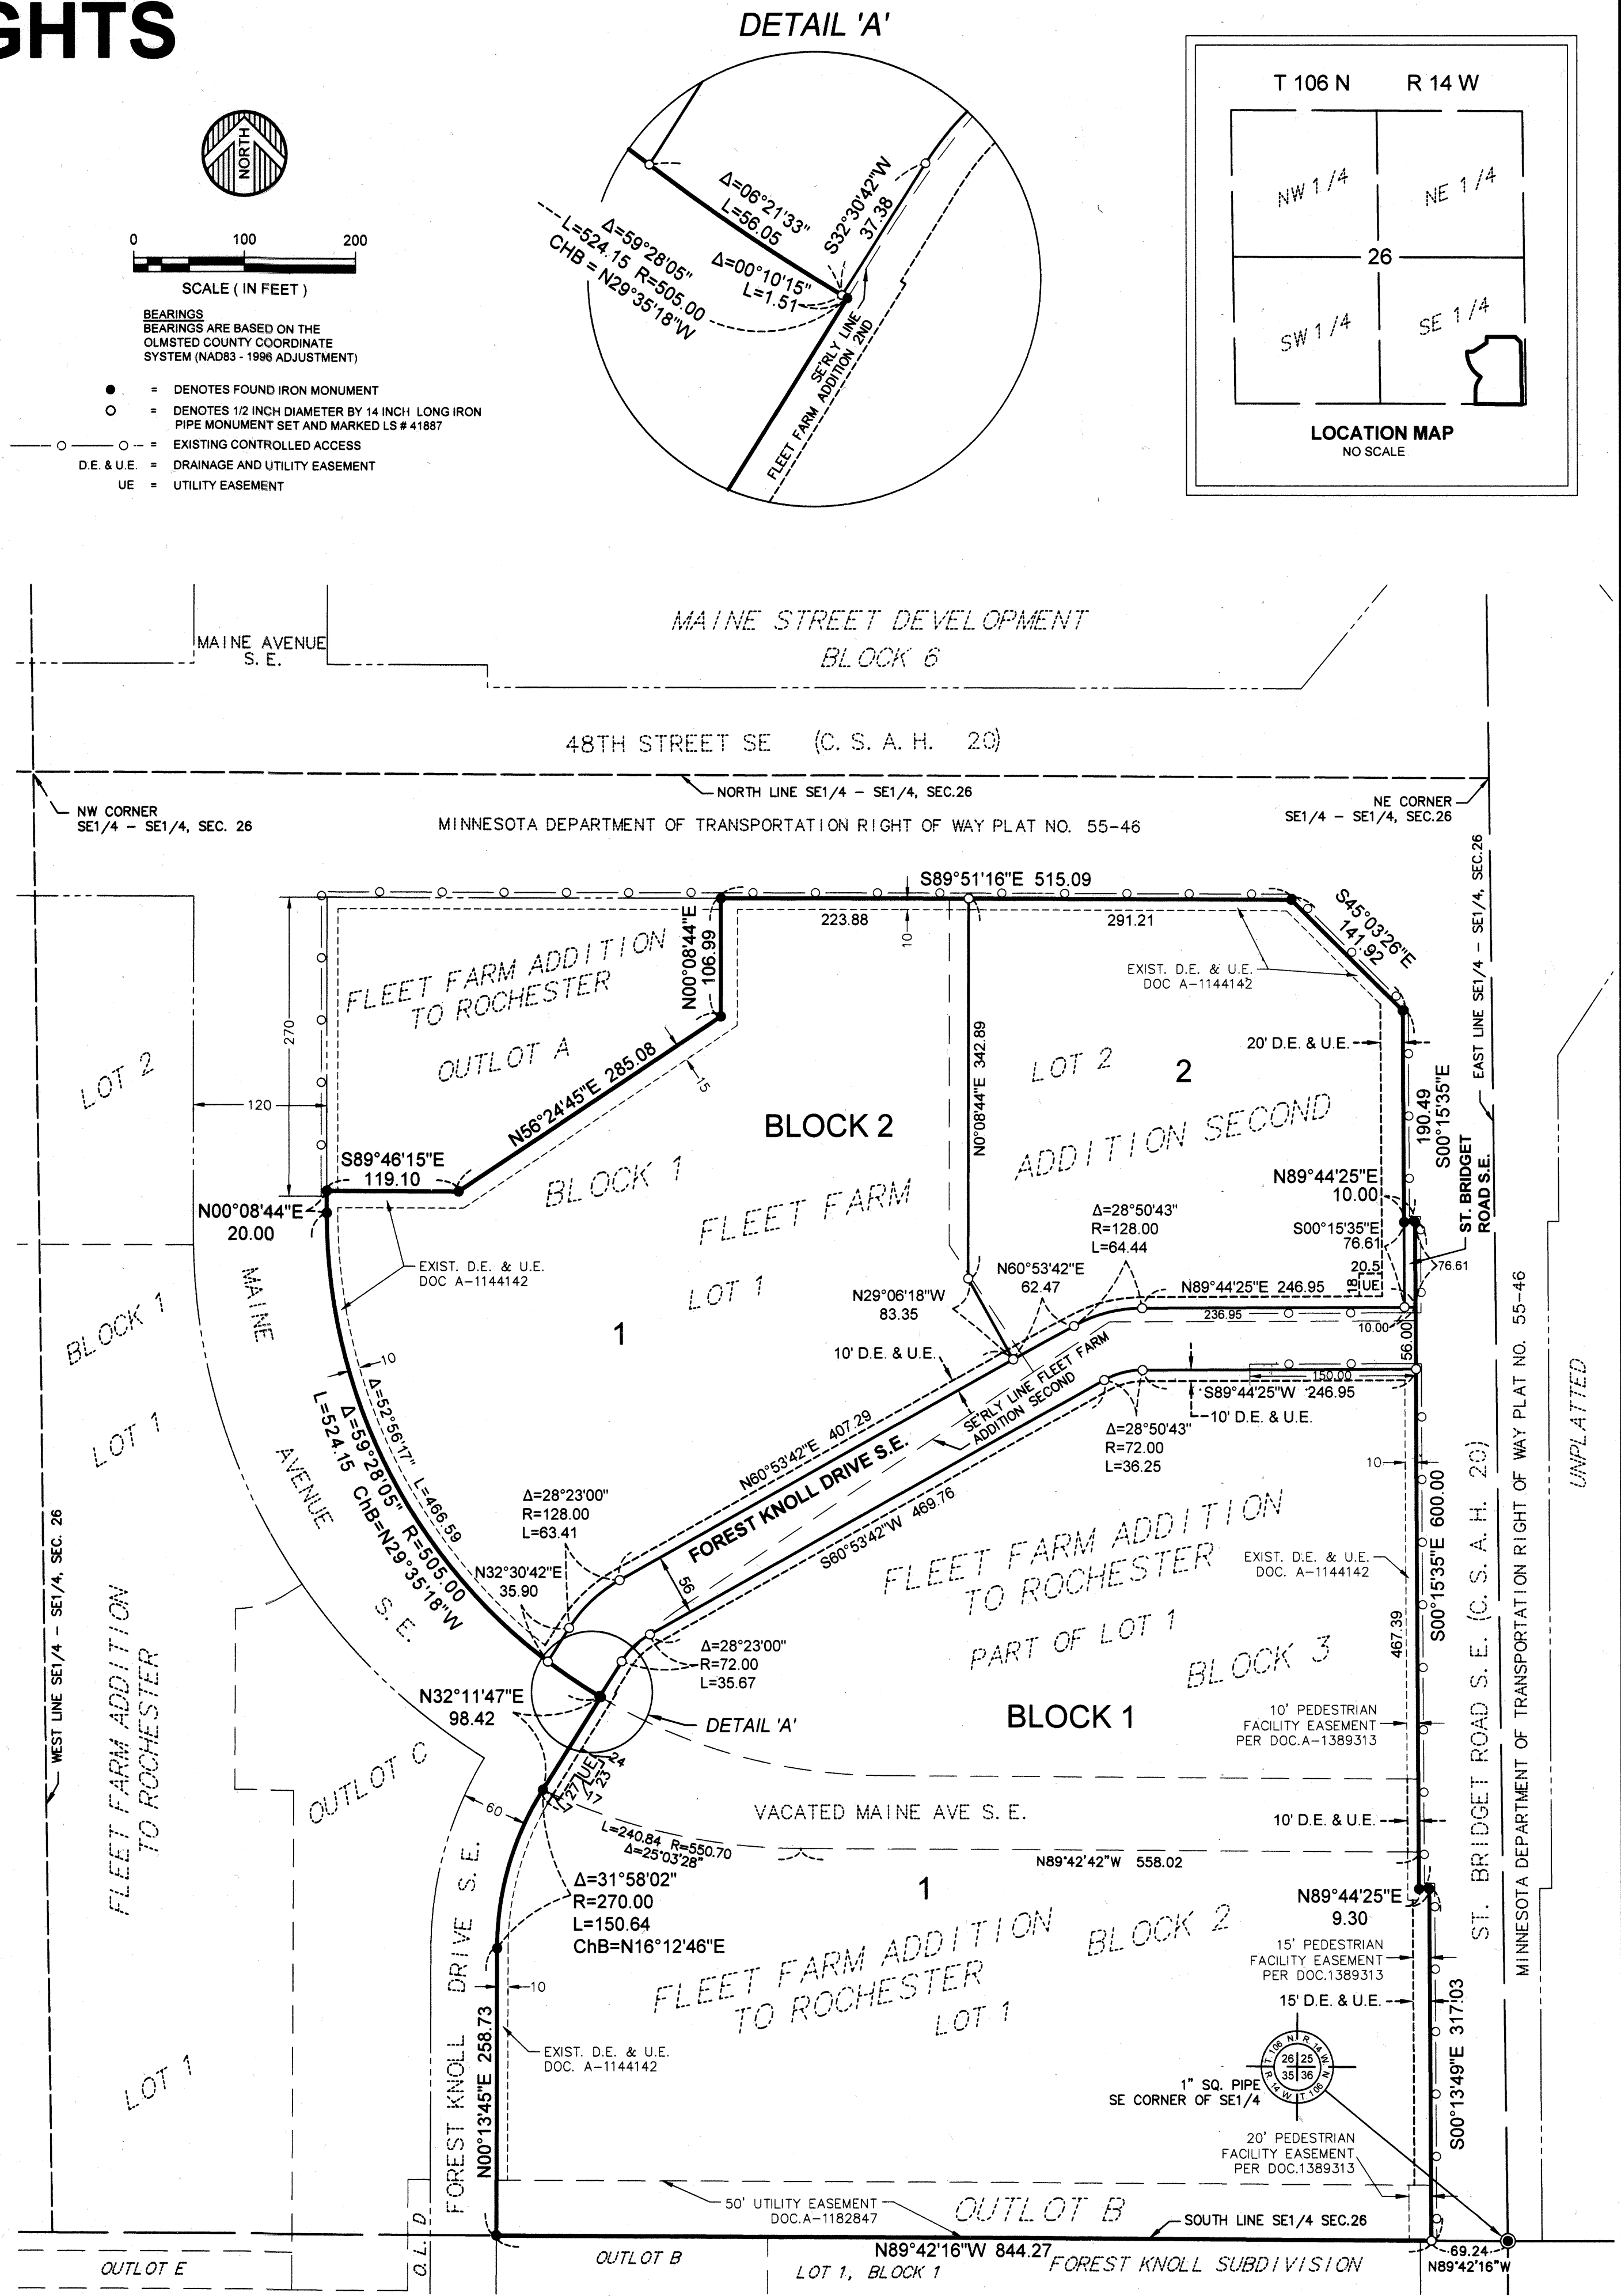 GHTS
DETAIL 'A'
NORTH
0 100 200
SCALE ( IN FEET )
BEARINGS
BEARINGS ARE BASED ON THE
OLMSTED COUNTY COORDINATE
SYSTEM (NAD83 - 1996 ADJUSTMENT)
● = DENOTES FOUND IRON MONUMENT
○ = DENOTES 1/2 INCH DIAMETER BY 14 INCH LONG IRON
PIPE MONUMENT SET AND MARKED LS # 41887
= EXISTING CONTROLLED ACCESS
D.E. & U.E. = DRAINAGE AND UTILITY EASEMENT
UE = UTILITY EASEMENT
Δ=06°21'33"
L=56.05
S32°30'42"W
37.38
Δ=59°28'05"
L=524.15 R=505.00
CHB = N29°35'18"W
Δ=00°10'15"
L=1.51
SE'RLY LINE
FLEET FARM ADDITION 2ND
T 106 N R 14 W
NW 1/4
NE 1/4
26
SW 1/4
SE 1/4
LOCATION MAP
NO SCALE
MAINE AVENUE
S. E.
MAINE STREET DEVELOPMENT
BLOCK 6
48TH STREET SE (C. S. A. H. 20)
NORTH LINE SE1/4 - SE1/4, SEC.26
NW CORNER
SE1/4 - SE1/4, SEC. 26
NE CORNER
SE1/4 - SE1/4, SEC.26
MINNESOTA DEPARTMENT OF TRANSPORTATION RIGHT OF WAY PLAT NO. 55-46
EAST LINE SE1/4 - SE1/4, SEC.26
S89°51'16"E 515.09
223.88
10
291.21
S45°03'26"E
141.92
N00°08'44"E
106.99
FLEET FARM ADDITION
TO ROCHESTER
OUTLOT A
270
120
LOT 2
EXIST. D.E. & U.E.
DOC A-1144142
20' D.E. & U.E.
LOT 2
2
ADDITION SECOND
N0°08'44"E 342.89
190.49
S00°15'35"E
N56°24'45"E 285.08
15
BLOCK 2
S89°46'15"E
119.10
N00°08'44"E
20.00
BLOCK 1
FLEET FARM
LOT 1
1
N89°44'25"E
10.00
ST. BRIDGET
ROAD S.E.
S00°15'35"E
76.61
76.61
20.5
18
UE
EXIST. D.E. & U.E.
DOC A-1144142
Δ=28°50'43"
R=128.00
L=64.44
N60°53'42"E
62.47
N89°44'25"E 246.95
236.95
10.00
56.00
N29°06'18"W
83.35
10' D.E. & U.E.
150.00
S89°44'25"W 246.95
10' D.E. & U.E.
MAINE
AVENUE
S. E.
BLOCK 1
LOT 1
10
Δ=52°56'17" L=466.59
Δ=59°28'05" R=505.00
L=524.15 ChB=N29°35'18"W
SE'RLY LINE FLEET FARM
ADDITION SECOND
Δ=28°50'43"
R=72.00
L=36.25
10
N60°53'42"E 407.29
FOREST KNOLL DRIVE S.E.
S60°53'42"W 469.76
56
Δ=28°23'00"
R=128.00
L=63.41
N32°30'42"E
35.90
FLEET FARM ADDITION
TO ROCHESTER
PART OF LOT 1
BLOCK 3
EXIST. D.E. & U.E.
DOC. A-1144142
467.39
S00°15'35"E 600.00
ST. BRIDGET ROAD S. E. (C. S. A. H. 20)
MINNESOTA DEPARTMENT OF TRANSPORTATION RIGHT OF WAY PLAT NO. 55-46
UNPLATTED
WEST LINE SE1/4 - SE1/4, SEC. 26
FLEET FARM ADDITION
TO ROCHESTER
Δ=28°23'00"
R=72.00
L=35.67
N32°11'47"E
98.42
DETAIL 'A'
BLOCK 1
10' PEDESTRIAN
FACILITY EASEMENT
PER DOC.A-1389313
OUTLOT C
24
UE
27
23
17
60
VACATED MAINE AVE S. E.
10' D.E. & U.E.
L=240.84 R=550.70
Δ=25°03'28"
N89°42'42"W 558.02
Δ=31°58'02"
R=270.00
L=150.64
ChB=N16°12'46"E
1
N89°44'25"E
9.30
FLEET FARM ADDITION
TO ROCHESTER
BLOCK 2
LOT 1
15' PEDESTRIAN
FACILITY EASEMENT
PER DOC.1389313
15' D.E. & U.E.
10
FOREST KNOLL DRIVE S. E.
N00°13'45"E 258.73
EXIST. D.E. & U.E.
DOC. A-1144142
S00°13'49"E 317.03
T 106 N R 14 W
26 25
35 36
R 14 W T 106 N
1" SQ. PIPE
SE CORNER OF SE1/4
20' PEDESTRIAN
FACILITY EASEMENT
PER DOC.1389313
LOT 1
50' UTILITY EASEMENT
DOC.A-1182847
OUTLOT B
SOUTH LINE SE1/4 SEC.26
O. L. D
OUTLOT E
OUTLOT B
N89°42'16"W 844.27
LOT 1, BLOCK 1
FOREST KNOLL SUBDIVISION
69.24
N89°42'16"W